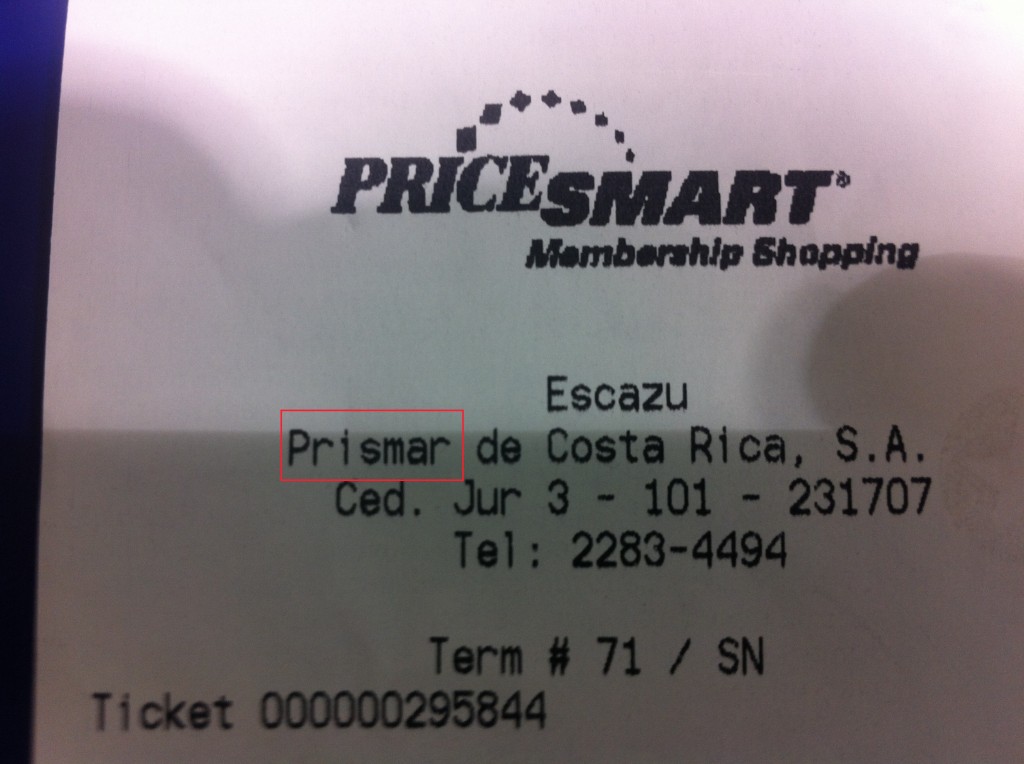 PRICESMART®
Membership Shopping
Escazu
Prismar de Costa Rica, S.A.
Ced. Jur 3 - 101 - 231707
Tel: 2283-4494
Term # 71 / SN
Ticket 000000295844